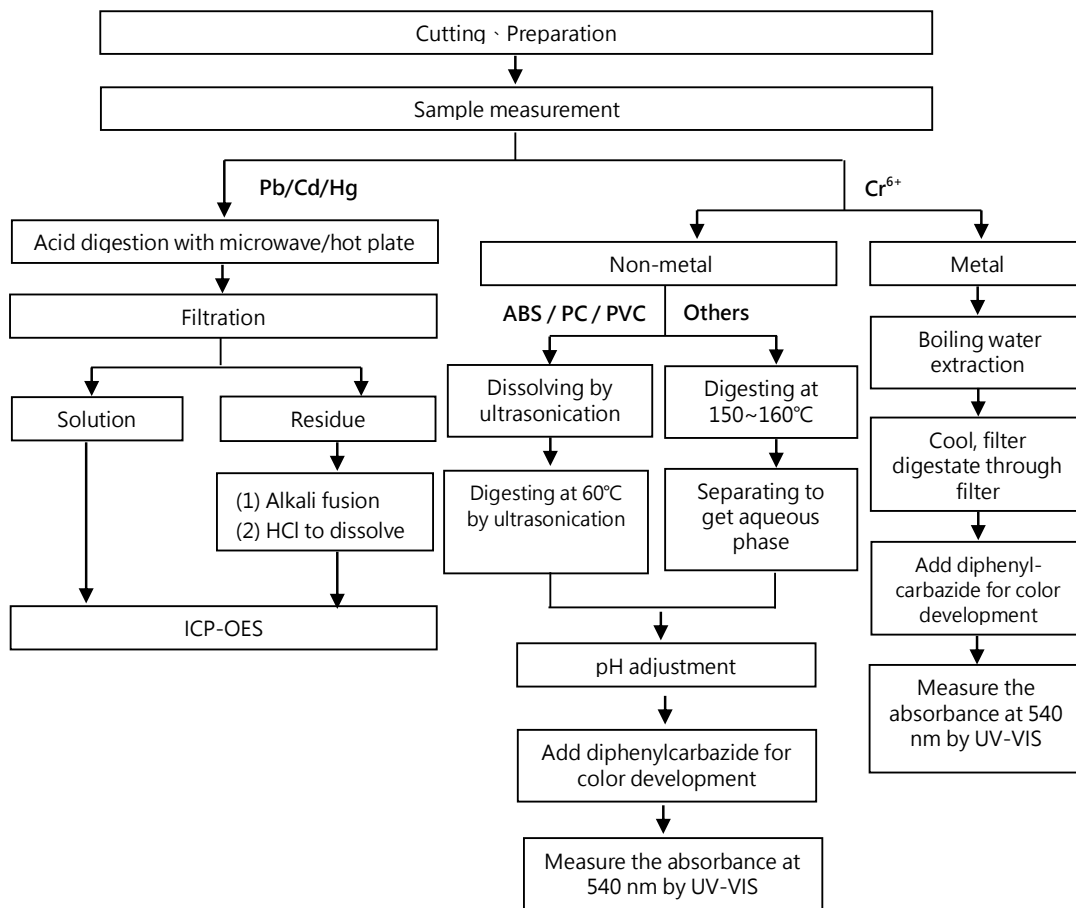 Cutting、Preparation
Sample measurement
Pb/Cd/Hg
Cr⁶⁺
Acid digestion with microwave/hot plate
Filtration
Solution
Residue
(1) Alkali fusion
(2) HCl to dissolve
ICP-OES
Non-metal
ABS / PC / PVC
Others
Dissolving by
ultrasonication
Digesting at 60℃
by ultrasonication
Digesting at
150~160℃
Separating to
get aqueous
phase
pH adjustment
Add diphenylcarbazide for
color development
Measure the absorbance at
540 nm by UV-VIS
Metal
Boiling water
extraction
Cool, filter
digestate through
filter
Add diphenyl-
carbazide for color
development
Measure the
absorbance at 540
nm by UV-VIS